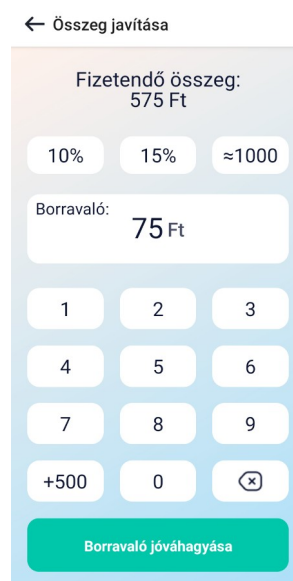 Összeg javítása
Fizetendő összeg:
575 Ft
10% 15% ≈1000
Borravaló:
75 Ft
1 2 3
4 5 6
7 8 9
+500 0
Borravaló jóváhagyása